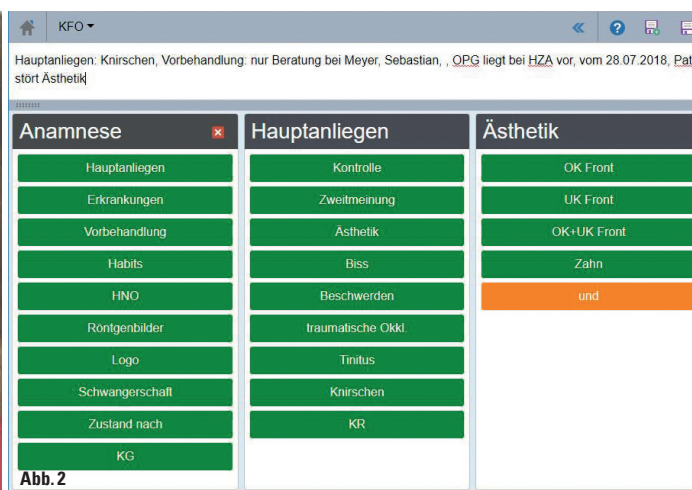 KFO
Hauptanliegen: Knirschen, Vorbehandlung: nur Beratung bei Meyer, Sebastian, , OPG liegt bei HZA vor, vom 28.07.2018, Pat
stört Ästhetik
Anamnese
Hauptanliegen
Erkrankungen
Vorbehandlung
Habits
HNO
Röntgenbilder
Logo
Schwangerschaft
Zustand nach
KG
Hauptanliegen
Kontrolle
Zweitmeinung
Ästhetik
Biss
Beschwerden
traumatische Okkl.
Tinitus
Knirschen
KR
Ästhetik
OK Front
UK Front
OK+UK Front
Zahn
und
Abb. 2